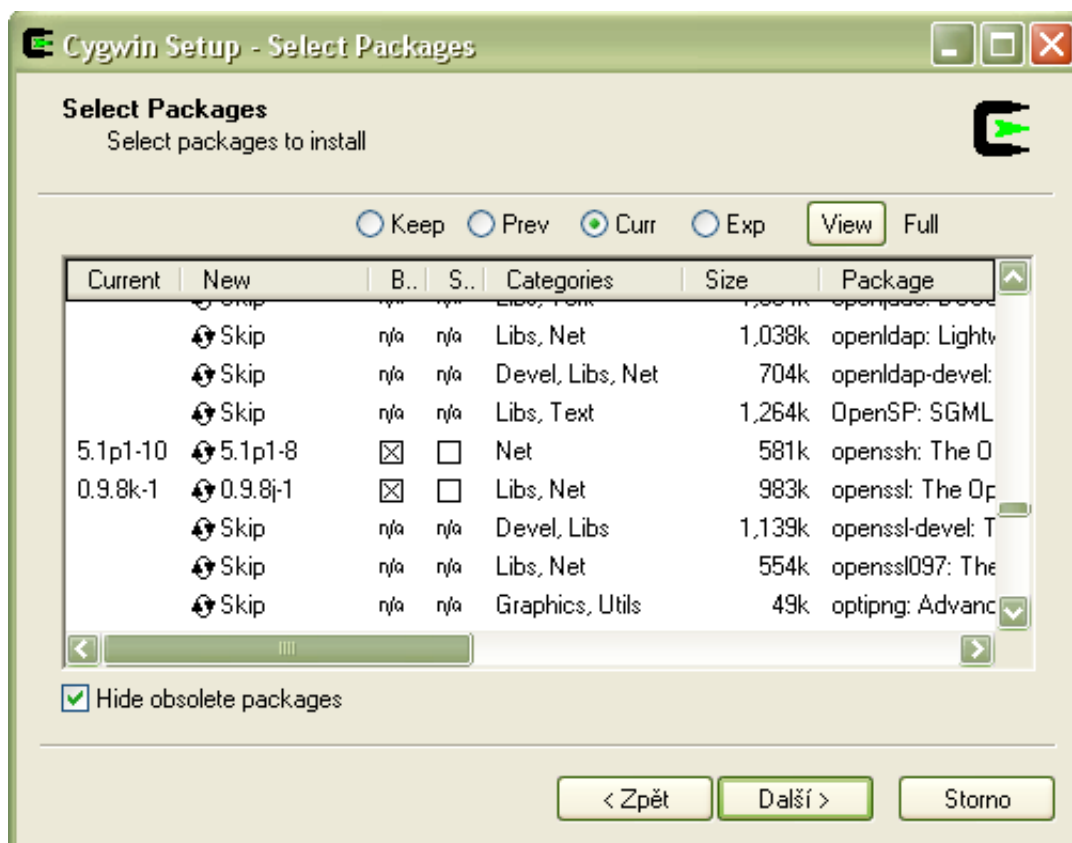 Cygwin Setup - Select Packages
Select Packages
Select packages to install
Keep Prev Curr Exp View Full
Current New B.. S.. Categories Size Package
Skip n/a n/a Libs, Net 1,038k openldap: Lightw
Skip n/a n/a Devel, Libs, Net 704k openldap-devel:
Skip n/a n/a Libs, Text 1,264k OpenSP: SGML
5.1p1-10 5.1p1-8 Net 581k openssh: The O
0.9.8k-1 0.9.8j-1 Libs, Net 983k openssl: The Op
Skip n/a n/a Devel, Libs 1,139k openssl-devel: T
Skip n/a n/a Libs, Net 554k openssl097: The
Skip n/a n/a Graphics, Utils 49k optipng: Advanc
Hide obsolete packages
< Zpět Další > Storno